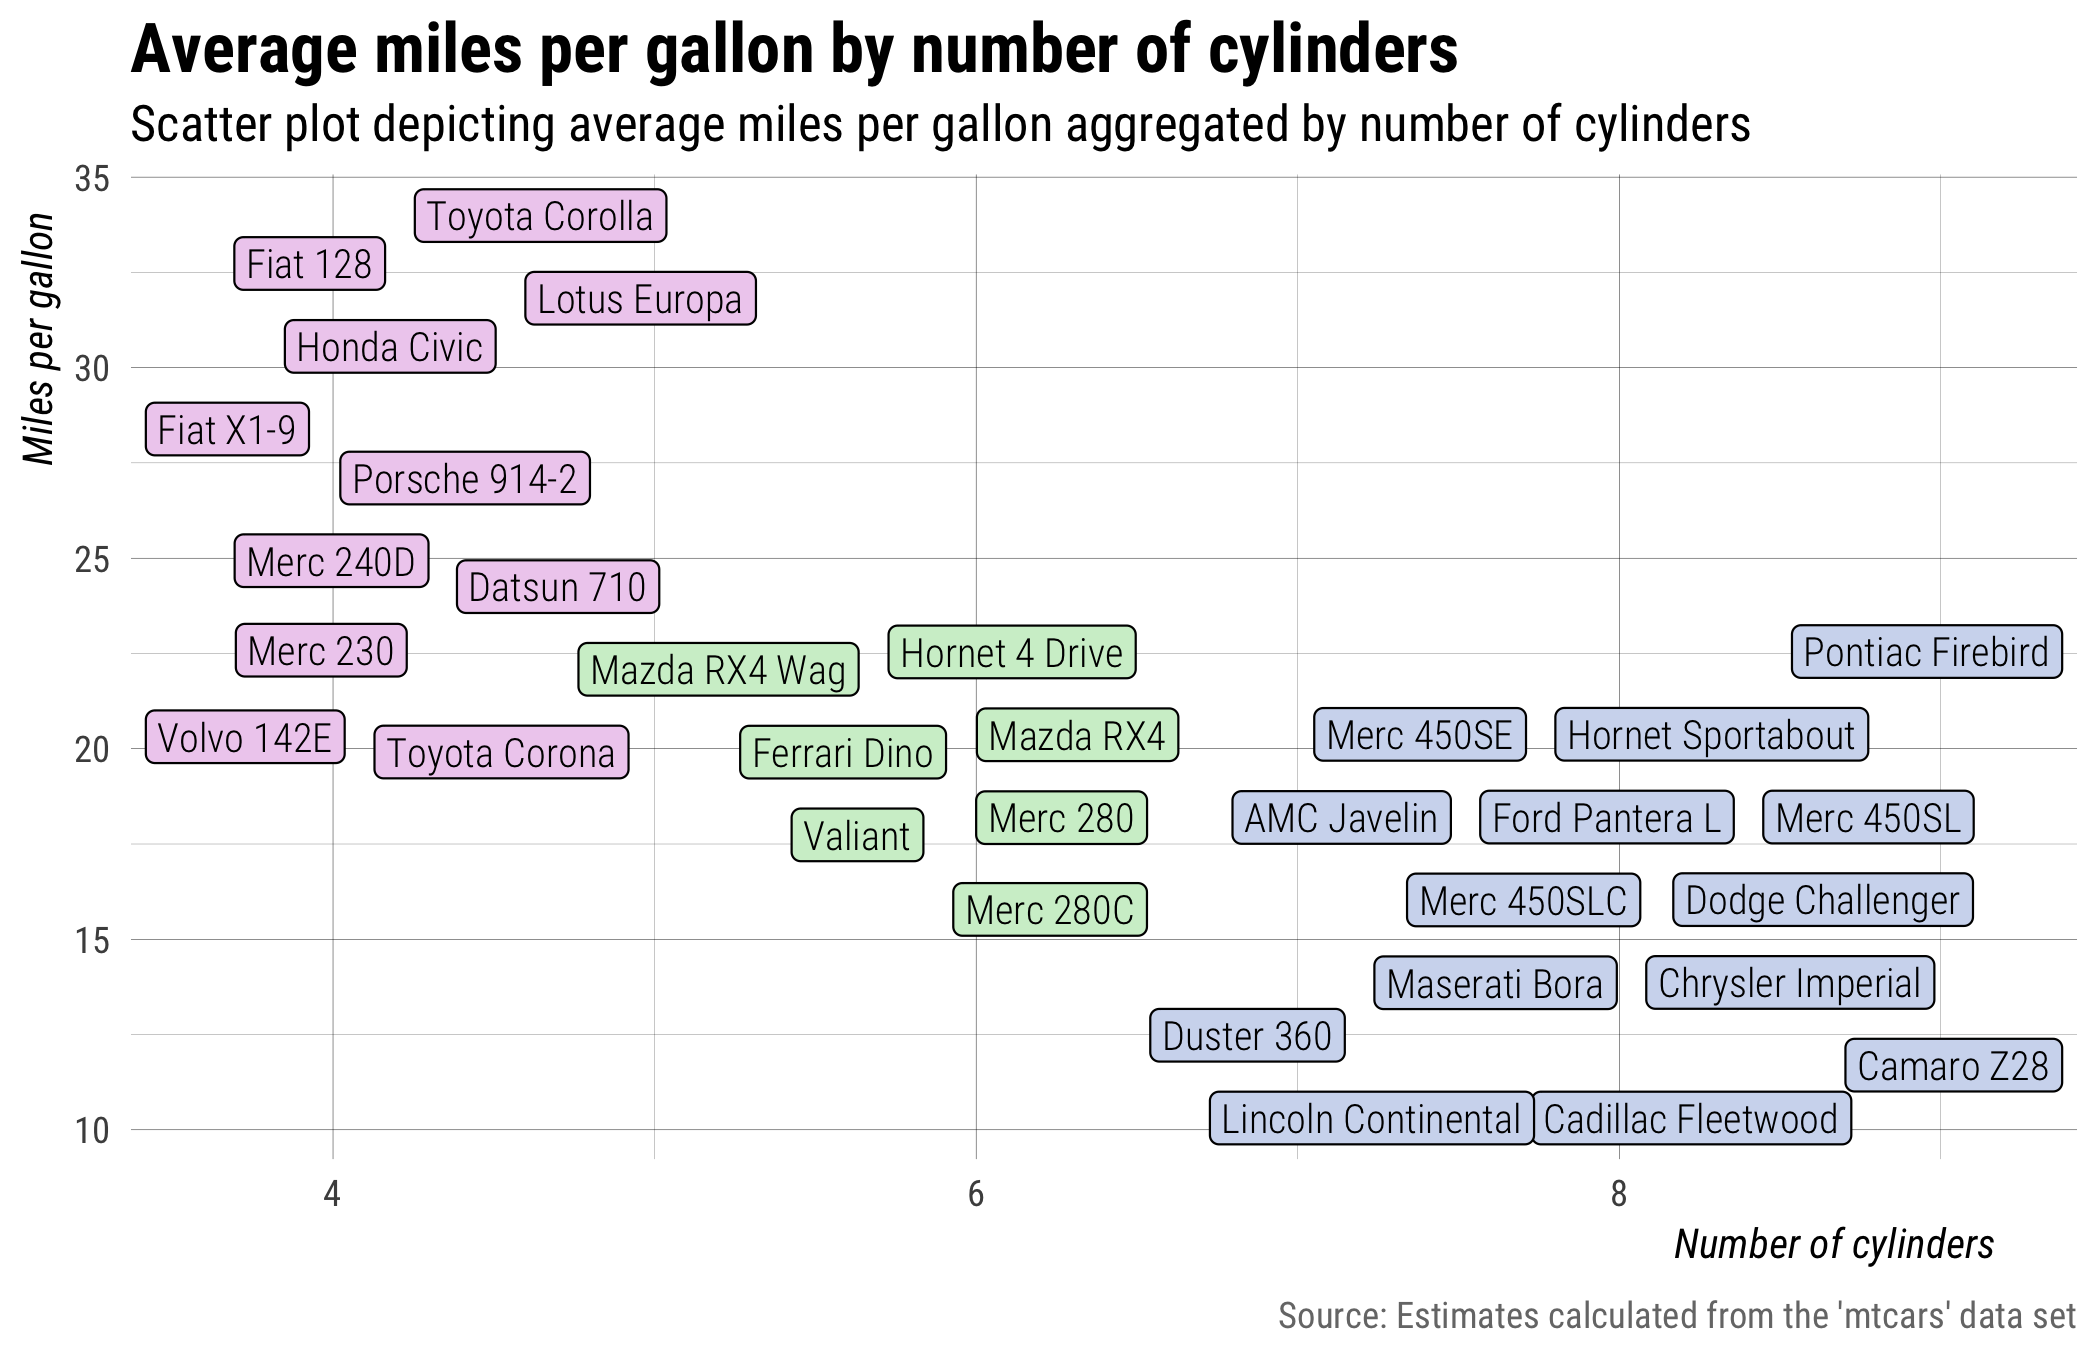 Average miles per gallon by number of cylinders
Scatter plot depicting average miles per gallon aggregated by number of cylinders
Miles per gallon
35
30
25
20
15
10
Toyota Corolla
Fiat 128
Lotus Europa
Honda Civic
Fiat X1-9
Porsche 914-2
Merc 240D
Datsun 710
Merc 230
Mazda RX4 Wag
Hornet 4 Drive
Pontiac Firebird
Volvo 142E
Toyota Corona
Ferrari Dino
Mazda RX4
Merc 450SE
Hornet Sportabout
Valiant
Merc 280
AMC Javelin
Ford Pantera L
Merc 450SL
Merc 280C
Merc 450SLC
Dodge Challenger
Maserati Bora
Chrysler Imperial
Duster 360
Camaro Z28
Lincoln Continental
Cadillac Fleetwood
4
6
8
Number of cylinders
Source: Estimates calculated from the 'mtcars' data set